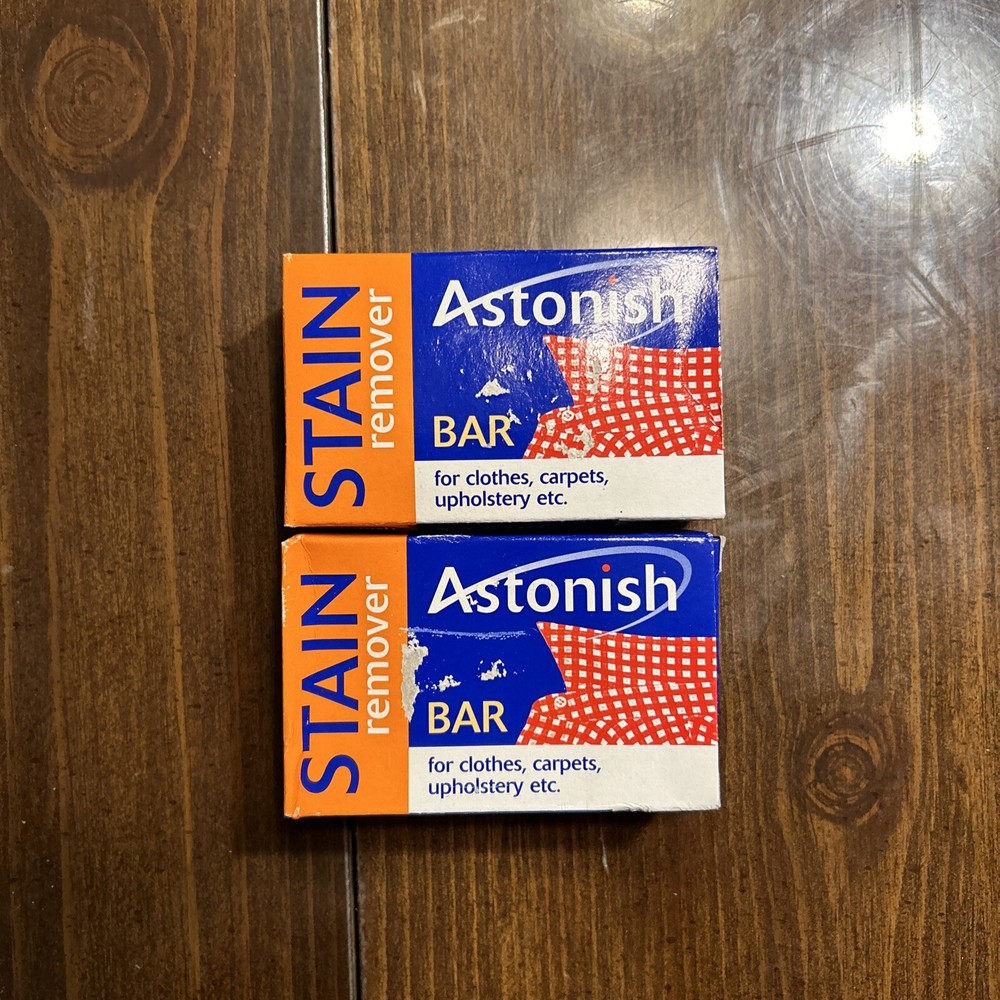 STAIN
remover
Astonish
BAR
for clothes, carpets,
upholstery etc.
STAIN
remover
Astonish
BAR
for clothes, carpets,
upholstery etc.